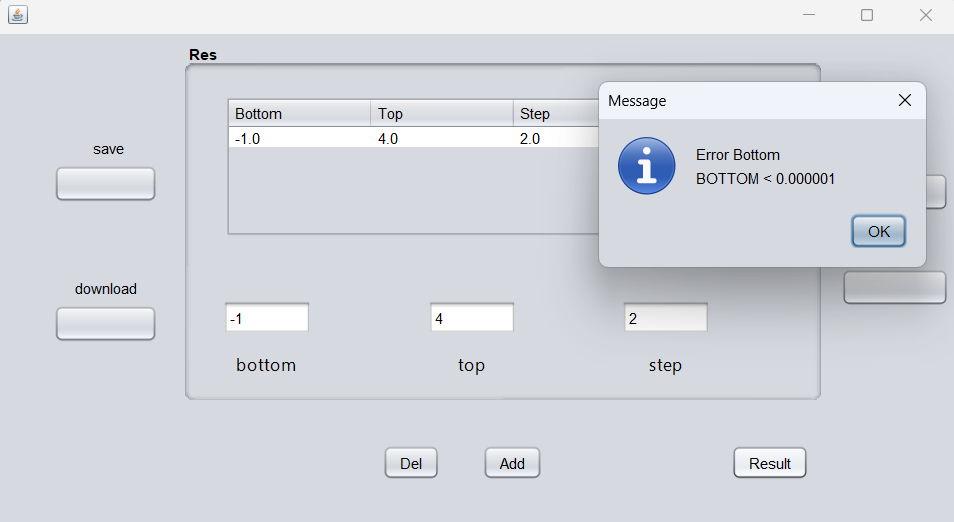 Res
Message
Bottom Top Step
-1.0 4.0 2.0
Error Bottom
BOTTOM < 0.000001
OK
save
download
-1 4 2
bottom top step
Del Add Result